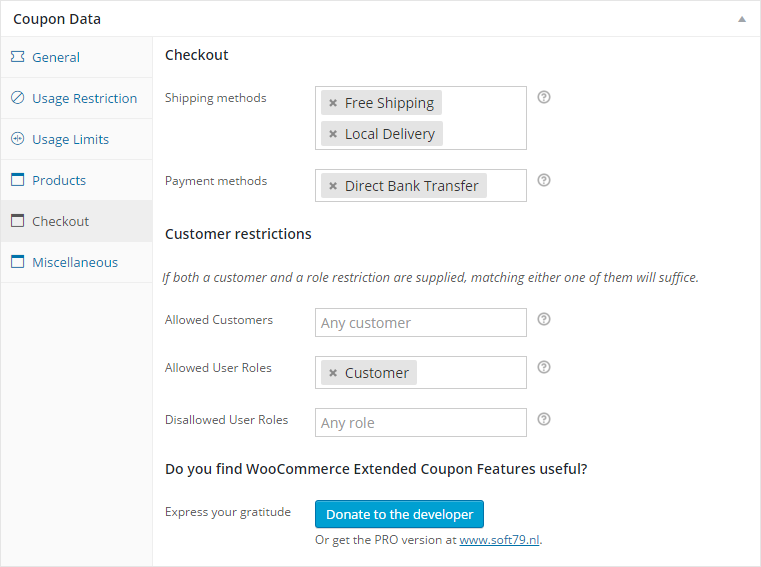 Coupon Data
General
Usage Restriction
Usage Limits
Products
Checkout
Miscellaneous
Checkout
Shipping methods
× Free Shipping
× Local Delivery
Payment methods
× Direct Bank Transfer
Customer restrictions
If both a customer and a role restriction are supplied, matching either one of them will suffice.
Allowed Customers
Any customer
Allowed User Roles
× Customer
Disallowed User Roles
Any role
Do you find WooCommerce Extended Coupon Features useful?
Express your gratitude
Donate to the developer
Or get the PRO version at www.soft79.nl.